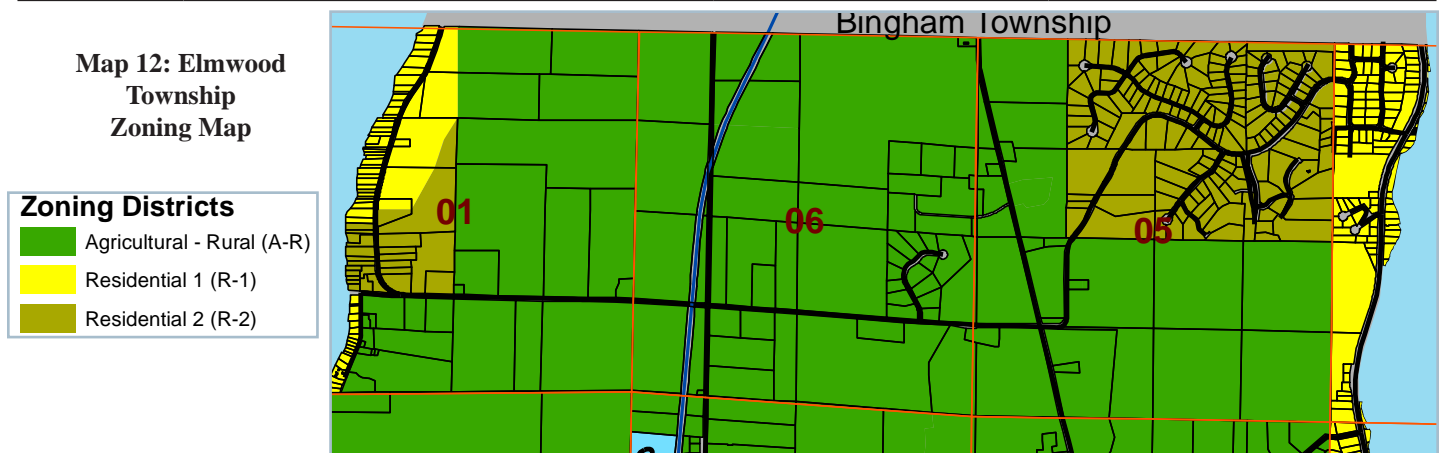 Map 12: Elmwood
Township
Zoning Map
Zoning Districts
Agricultural - Rural (A-R)
Residential 1 (R-1)
Residential 2 (R-2)
Bingham Township
01
06
05